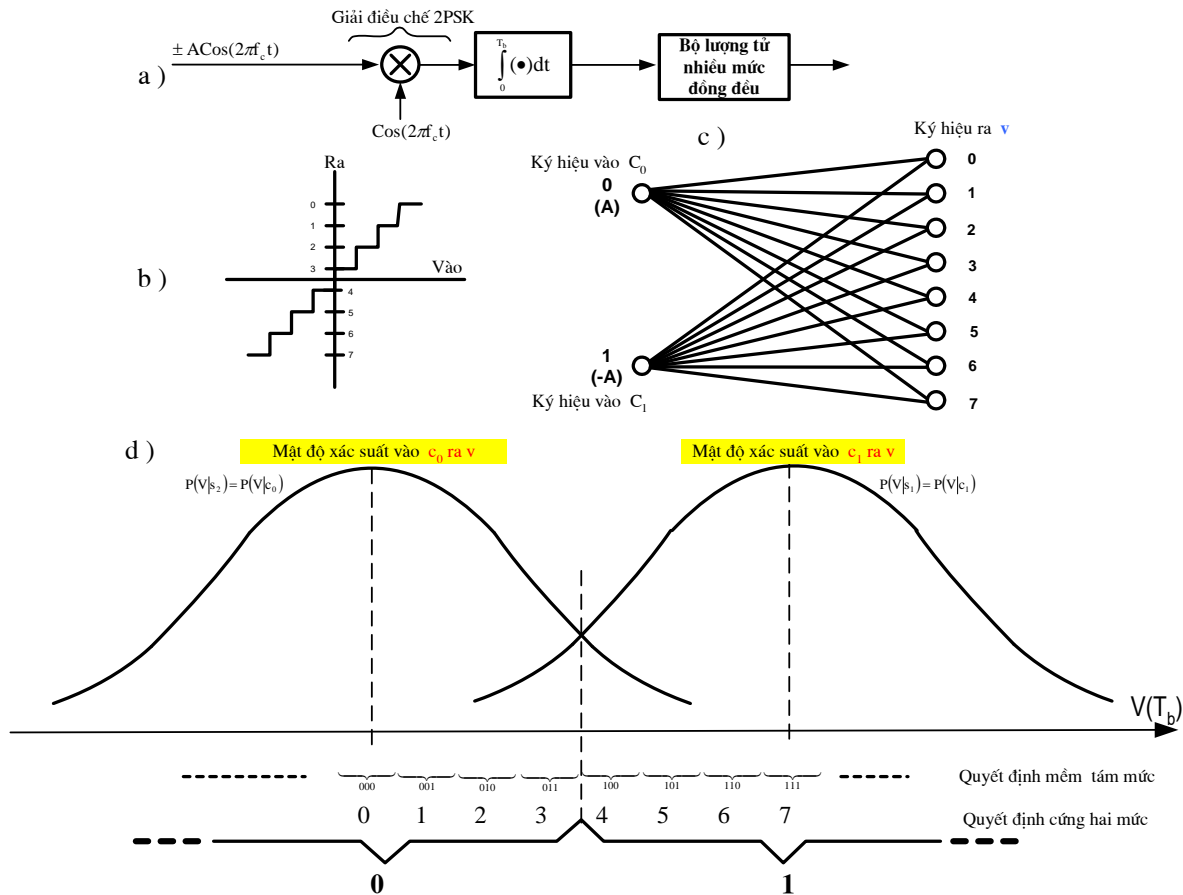 Giải điều chế 2PSK
± ACos(2πf_c t)
a )
Cos(2πf_c t)
∫_0^{T_b} (•)dt
Bộ lượng tử
nhiều mức
đồng đều
b )
Ra
Vào
0
1
2
3
4
5
6
7
c )
Ký hiệu vào C_0
0
(A)
1
(-A)
Ký hiệu vào C_1
Ký hiệu ra v
0
1
2
3
4
5
6
7
d )
Mật độ xác suất vào c_0 ra v
Mật độ xác suất vào c_1 ra v
P(V|s_2) = P(V|c_0)
P(V|s_1) = P(V|c_1)
V(T_b)
000 001 010 011 100 101 110 111
Quyết định mềm tám mức
0 1 2 3 4 5 6 7
Quyết định cứng hai mức
0 1